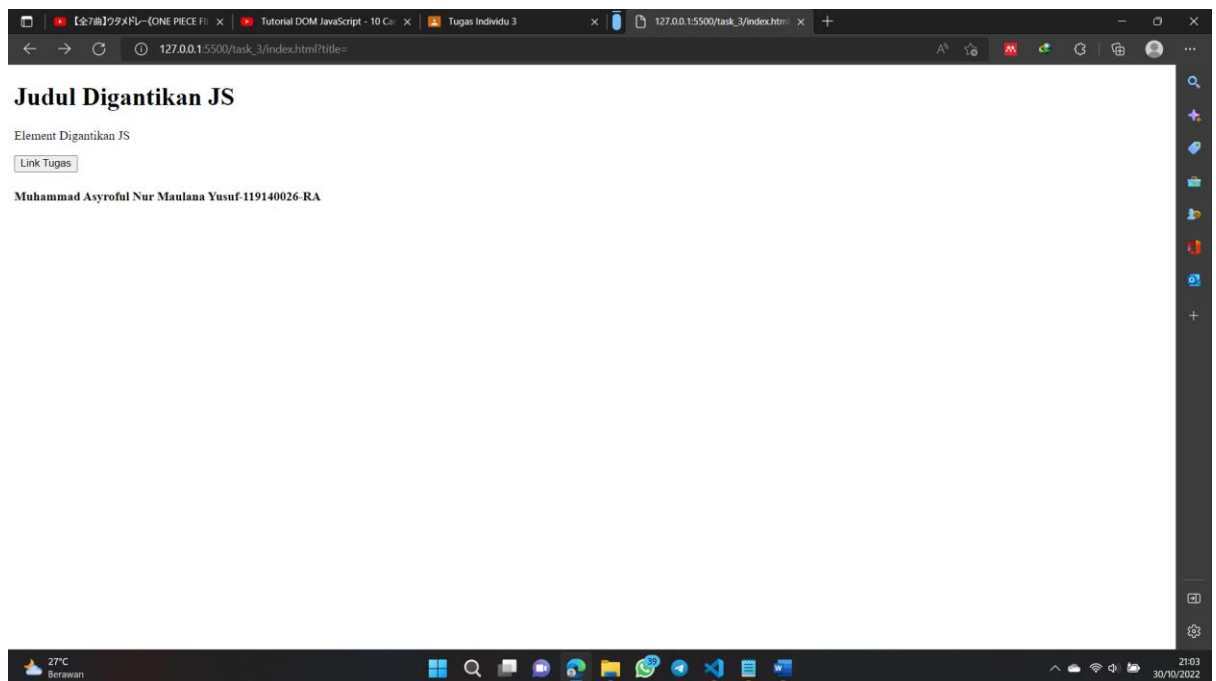 【全7曲】ウタメドレー(ONE PIECE FI
Tutorial DOM JavaScript - 10 Ca
Tugas Individu 3
127.0.0.1:5500/task_3/index.html
127.0.0.1:5500/task_3/index.html?title=
Judul Digantikan JS
Element Digantikan JS
Link Tugas
Muhammad Asyroful Nur Maulana Yusuf-119140026-RA
27°C
Berawan
39
21:03
30/10/2022